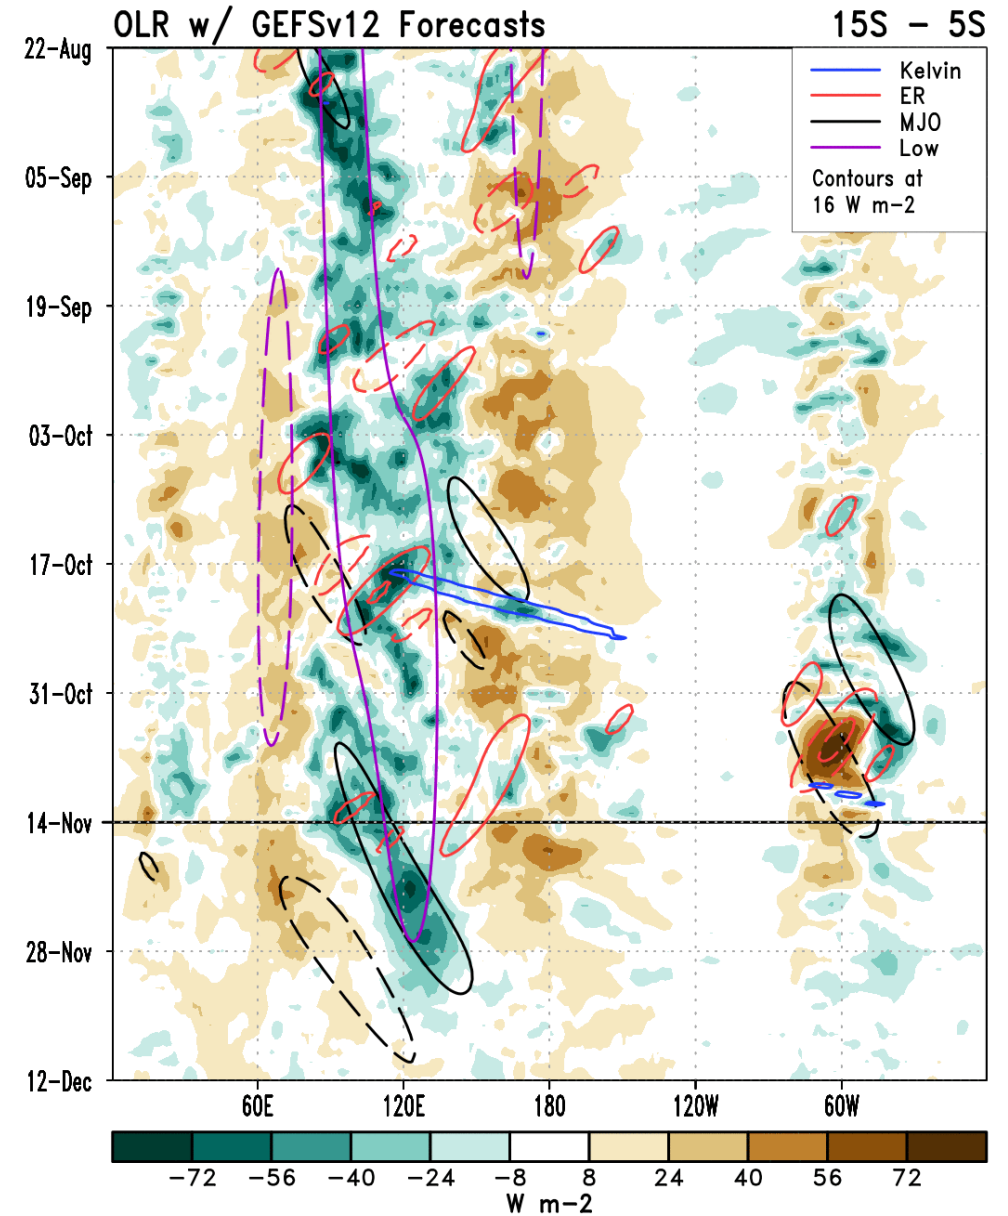 OLR w/ GEFSv12 Forecasts 15S - 5S
22-Aug
05-Sep
19-Sep
03-Oct
17-Oct
31-Oct
14-Nov
28-Nov
12-Dec
Kelvin
ER
MJO
Low
Contours at
16 W m-2
60E 120E 180 120W 60W
-72 -56 -40 -24 -8 8 24 40 56 72
W m-2